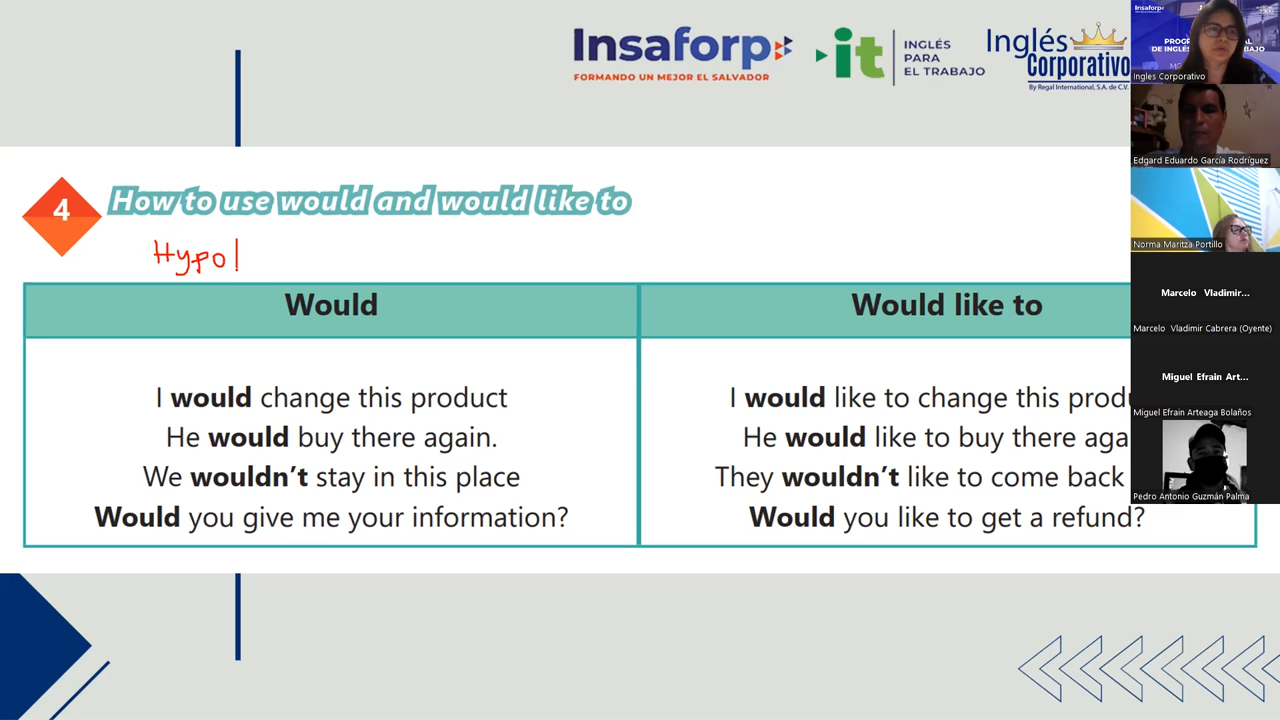 Insaforp
FORMANDO UN MEJOR EL SALVADOR
it
INGLÉS
PARA
EL TRABAJO
Inglés
Corporativo
By Regal International, S.A. de C.V.
4
How to use would and would like to
Hypo
Would
I would change this product
He would buy there again.
We wouldn't stay in this place
Would you give me your information?
Would like to
I would like to change this produ
He would like to buy there aga
They wouldn't like to come back
Would you like to get a refund?
Insaforp
Ingles Corporativo
Edgard Eduardo García Rodríguez
Norma Maritza Portillo
Marcelo Vladimir...
Marcelo Vladimir Cabrera (Oyente)
Miguel Efrain Art...
Miguel Efrain Arteaga Bolaños
Pedro Antonio Guzmán Palma